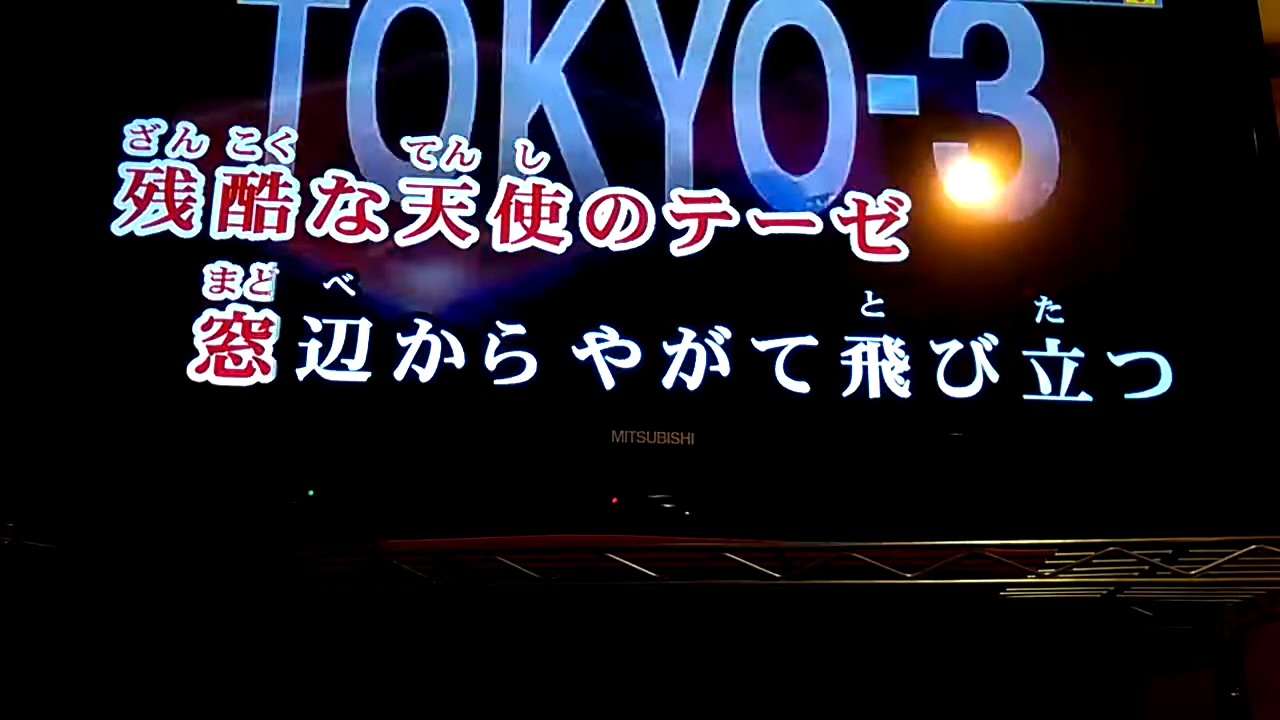 TOKYO-3
ざん こく てん し
残酷な天使のテーゼ
まど べ と た
窓辺から やがて飛び立つ
MITSUBISHI